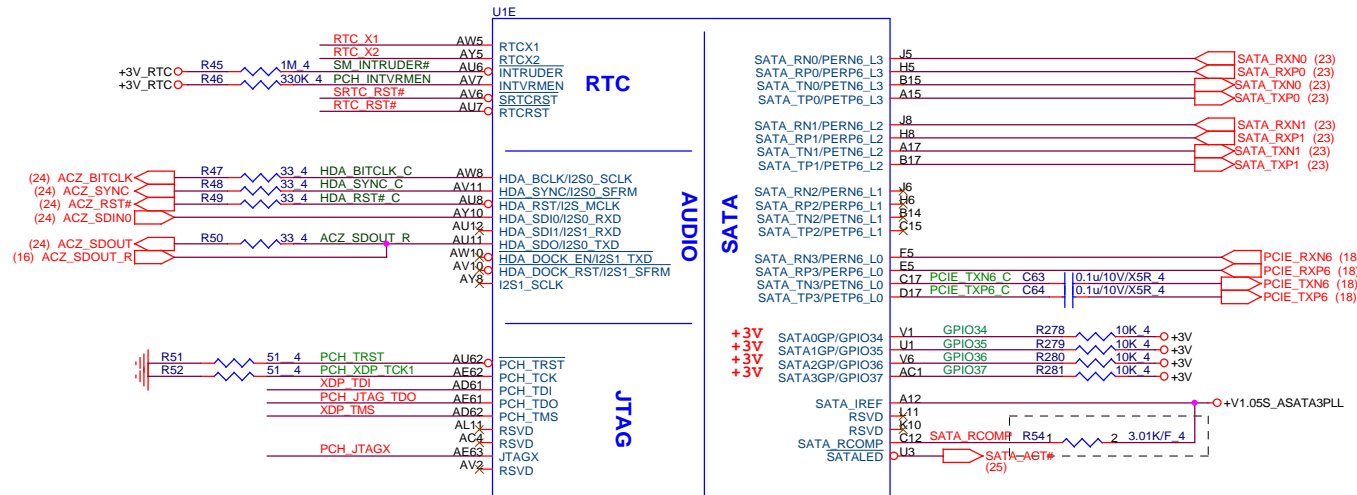 U1E
RTC_X1 AW5 RTCX1
RTC_X2 AY5 RTCX2
+3V_RTC R45 1M_4 SM_INTRUDER# AU6 INTRUDER
+3V_RTC R46 330K_4 PCH_INTVRMEN AV7 INTVRMEN
SRTC_RST# AV6 SRTCRST
RTC_RST# AU7 RTCRST
RTC
(24) ACZ_BITCLK R47 33_4 HDA_BITCLK_C AW8 HDA_BCLK/I2S0_SCLK
(24) ACZ_SYNC R48 33_4 HDA_SYNC_C AV11 HDA_SYNC/I2S0_SFRM
(24) ACZ_RST# R49 33_4 HDA_RST#_C AU8 HDA_RST/I2S_MCLK
(24) ACZ_SDIN0 AY10 HDA_SDI0/I2S0_RXD
AU12 HDA_SDI1/I2S1_RXD
(24) ACZ_SDOUT R50 33_4 ACZ_SDOUT_R AU11 HDA_SDO/I2S0_TXD
(16) ACZ_SDOUT_R AW10 HDA_DOCK_EN/I2S1_TXD
AV10 HDA_DOCK_RST/I2S1_SFRM
AY8 I2S1_SCLK
AUDIO
R51 51_4 PCH_TRST AU62 PCH_TRST
R52 51_4 PCH_XDP_TCK1 AE62 PCH_TCK
XDP_TDI AD61 PCH_TDI
PCH_JTAG_TDO AE61 PCH_TDO
XDP_TMS AD62 PCH_TMS
AL11 RSVD
AC4 RSVD
PCH_JTAGX AE63 JTAGX
AV2 RSVD
JTAG
SATA
SATA_RN0/PERN6_L3 J5 SATA_RXN0 (23)
SATA_RP0/PERP6_L3 H5 SATA_RXP0 (23)
SATA_TN0/PETN6_L3 B15 SATA_TXN0 (23)
SATA_TP0/PETP6_L3 A15 SATA_TXP0 (23)
SATA_RN1/PERN6_L2 J8 SATA_RXN1 (23)
SATA_RP1/PERP6_L2 H8 SATA_RXP1 (23)
SATA_TN1/PETN6_L2 A17 SATA_TXN1 (23)
SATA_TP1/PETP6_L2 B17 SATA_TXP1 (23)
SATA_RN2/PERN6_L1 J6
SATA_RP2/PERP6_L1 H6
SATA_TN2/PETN6_L1 B14
SATA_TP2/PETP6_L1 C15
SATA_RN3/PERN6_L0 F5 PCIE_RXN6 (18
SATA_RP3/PERP6_L0 E5 PCIE_RXP6 (18)
SATA_TN3/PETN6_L0 C17 PCIE_TXN6_C C63 0.1u/10V/X5R_4 PCIE_TXN6 (18)
SATA_TP3/PETP6_L0 D17 PCIE_TXP6_C C64 0.1u/10V/X5R_4 PCIE_TXP6 (18)
+3V SATA0GP/GPIO34 V1 GPIO34 R278 10K_4 +3V
+3V SATA1GP/GPIO35 U1 GPIO35 R279 10K_4 +3V
+3V SATA2GP/GPIO36 V6 GPIO36 R280 10K_4 +3V
+3V SATA3GP/GPIO37 AC1 GPIO37 R281 10K_4 +3V
SATA_IREF A12 +V1.05S_ASATA3PLL
RSVD L11
RSVD K10
SATA_RCOMP C12 SATA_RCOMP R54 1 2 3.01K/F_4
SATALED U3 SATA_ACT#
(25)